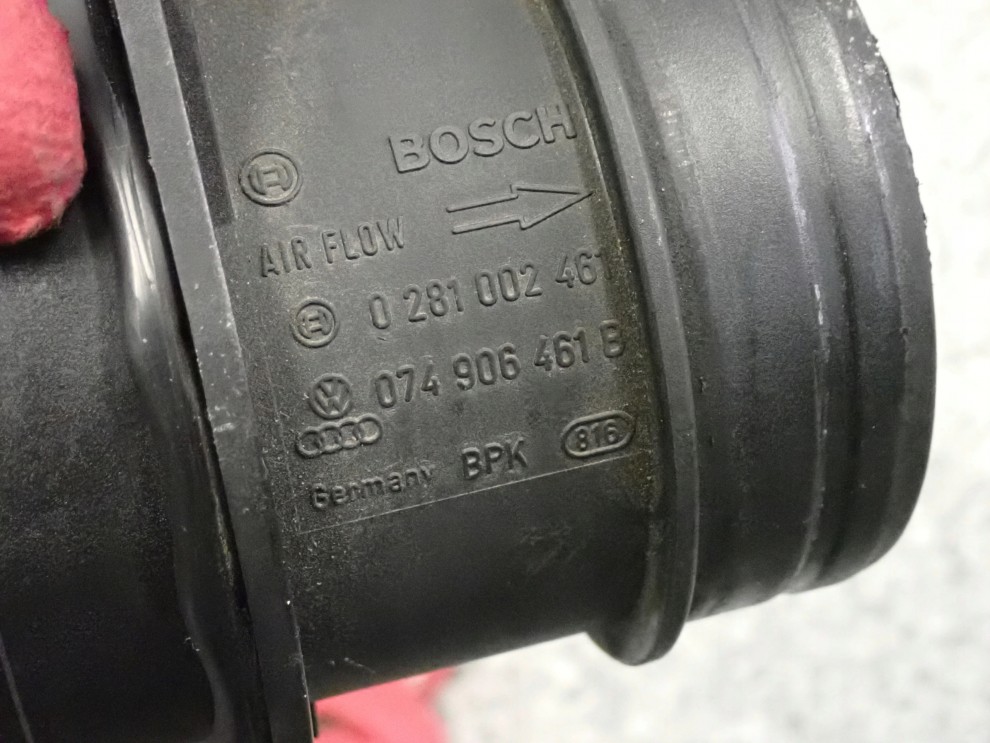 BOSCH
AIR FLOW
0 281 002 461
074 906 461 B
Germany BPK 816